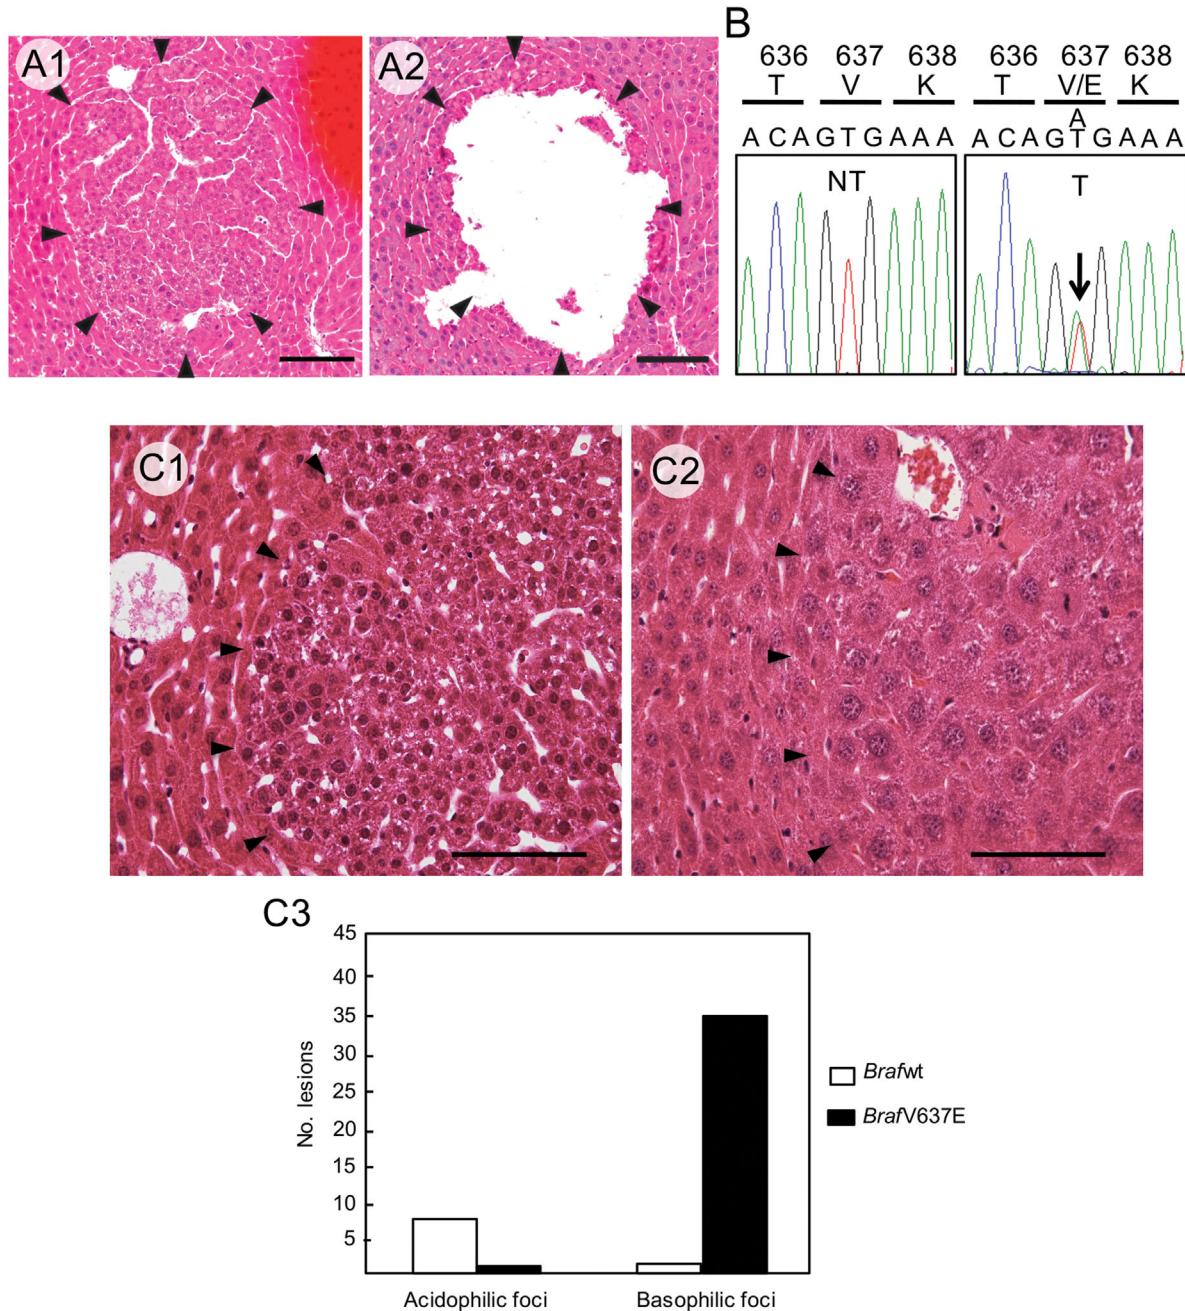 A1
A2
B
636 637 638
T V K
A C A G T G A A A
NT
636 637 638
T V/E K
A
A C A G T G A A A
T
C1
C2
C3
45
40
35
30
25
20
15
10
5
No. lesions
Acidophilic foci
Basophilic foci
Brafwt
BrafV637E